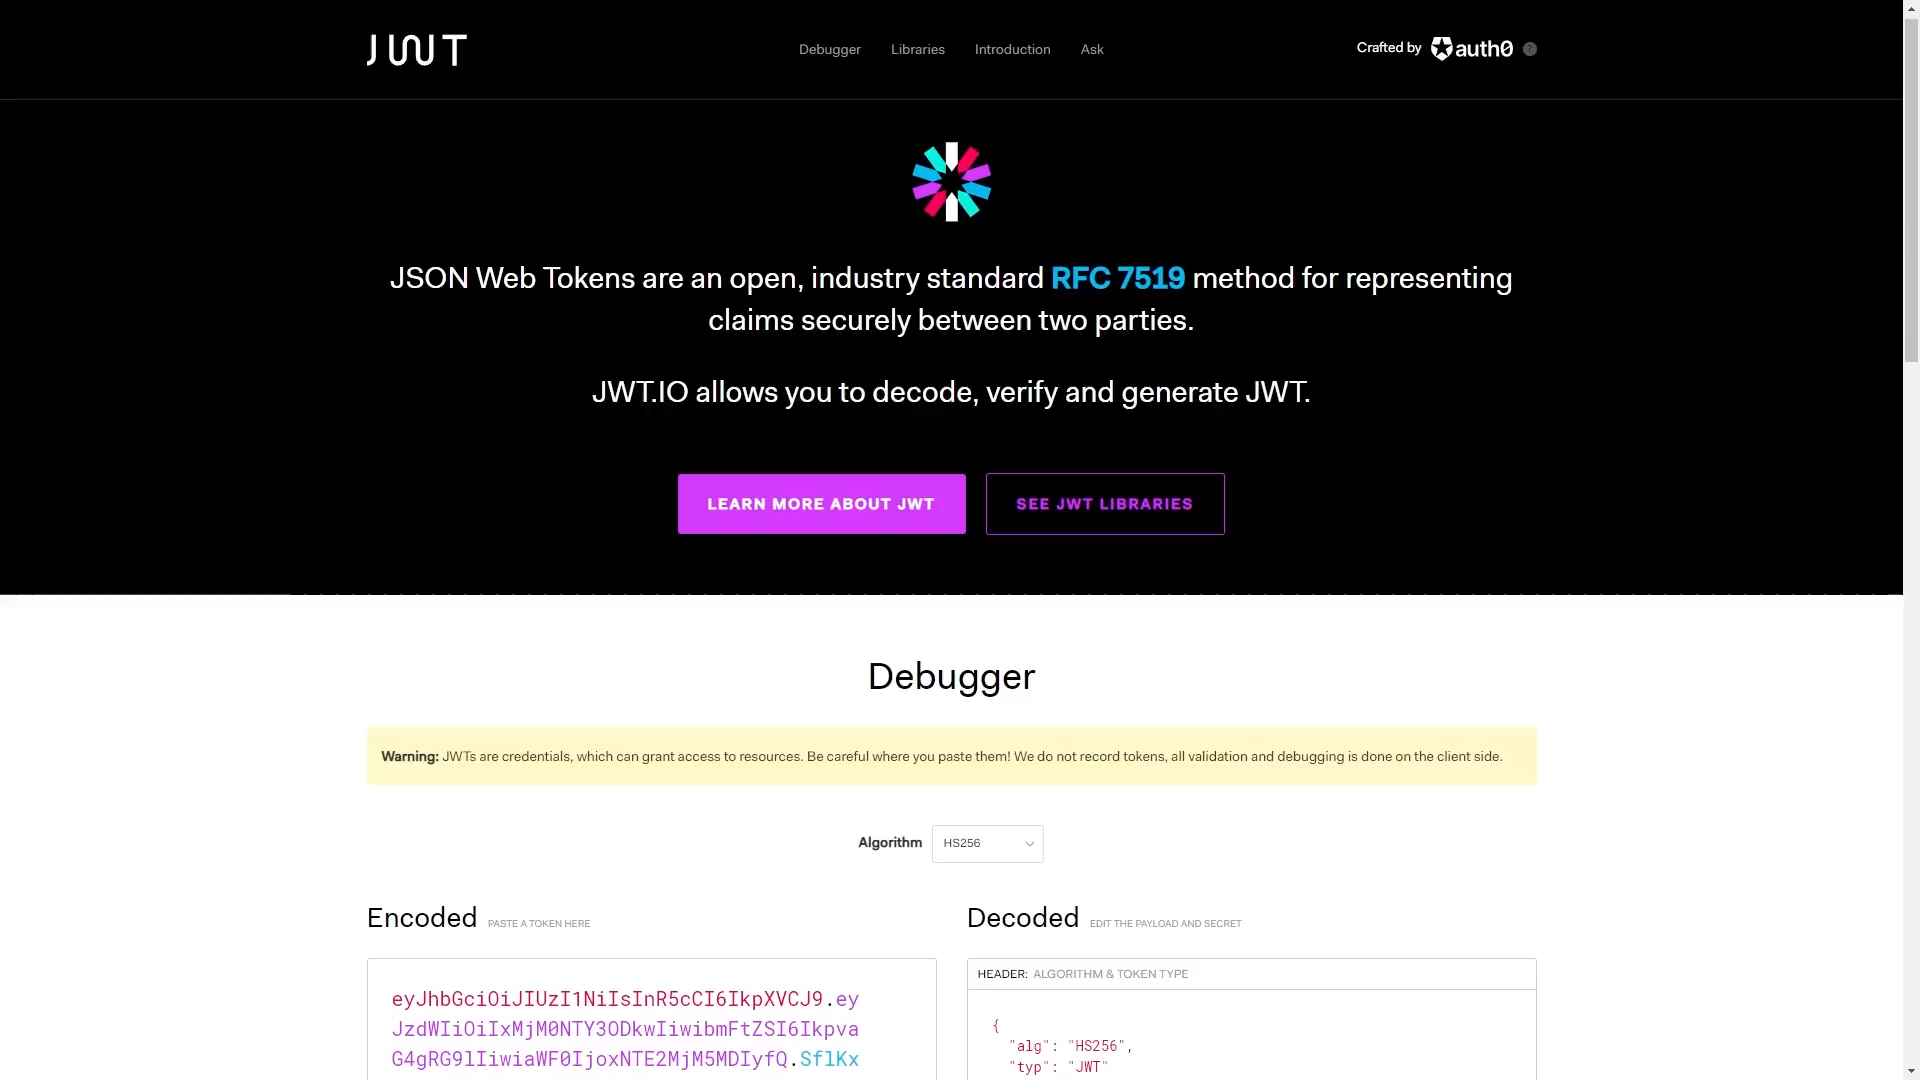 JWT
Debugger Libraries Introduction Ask
Crafted by auth0 ?
JSON Web Tokens are an open, industry standard RFC 7519 method for representing
claims securely between two parties.
JWT.IO allows you to decode, verify and generate JWT.
LEARN MORE ABOUT JWT
SEE JWT LIBRARIES
Debugger
Warning: JWTs are credentials, which can grant access to resources. Be careful where you paste them! We do not record tokens, all validation and debugging is done on the client side.
Algorithm HS256
Encoded PASTE A TOKEN HERE
eyJhbGciOiJIUzI1NiIsInR5cCI6IkpXVCJ9.ey
JzdWIiOiIxMjM0NTY3ODkwIiwibmFtZSI6Ikpva
G4gRG9lIiwiaWF0IjoxNTE2MjM5MDIyfQ.SflKx
Decoded EDIT THE PAYLOAD AND SECRET
HEADER: ALGORITHM & TOKEN TYPE
{
"alg": "HS256",
"typ": "JWT"